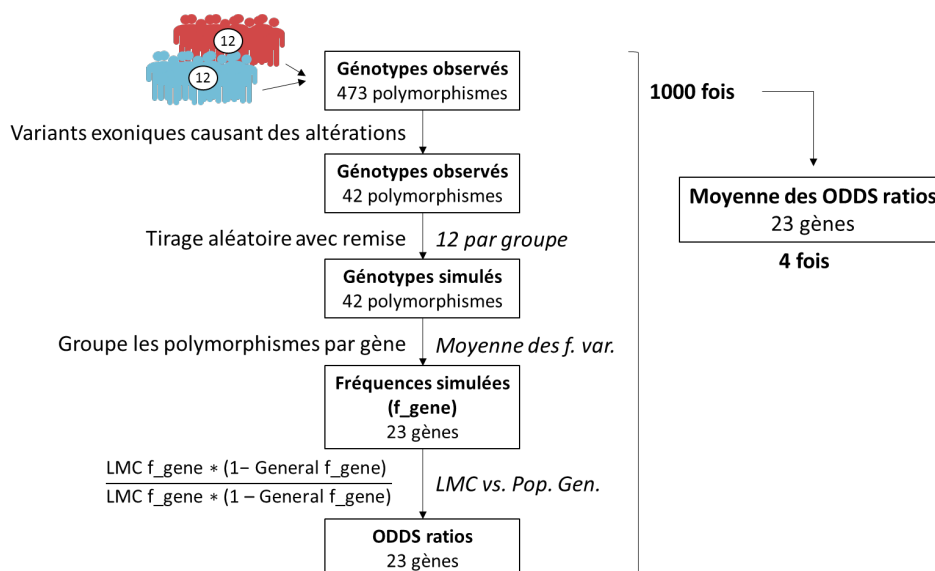 12
12
Génotypes observés
473 polymorphismes
1000 fois
Variants exoniques causant des altérations
Génotypes observés
42 polymorphismes
Moyenne des ODDS ratios
23 gènes
4 fois
Tirage aléatoire avec remise
12 par groupe
Génotypes simulés
42 polymorphismes
Groupe les polymorphismes par gène
Moyenne des f. var.
Fréquences simulées
(f_gene)
23 gènes
LMC f_gene * (1− General f_gene)
LMC f_gene * (1 − General f_gene)
LMC vs. Pop. Gen.
ODDS ratios
23 gènes